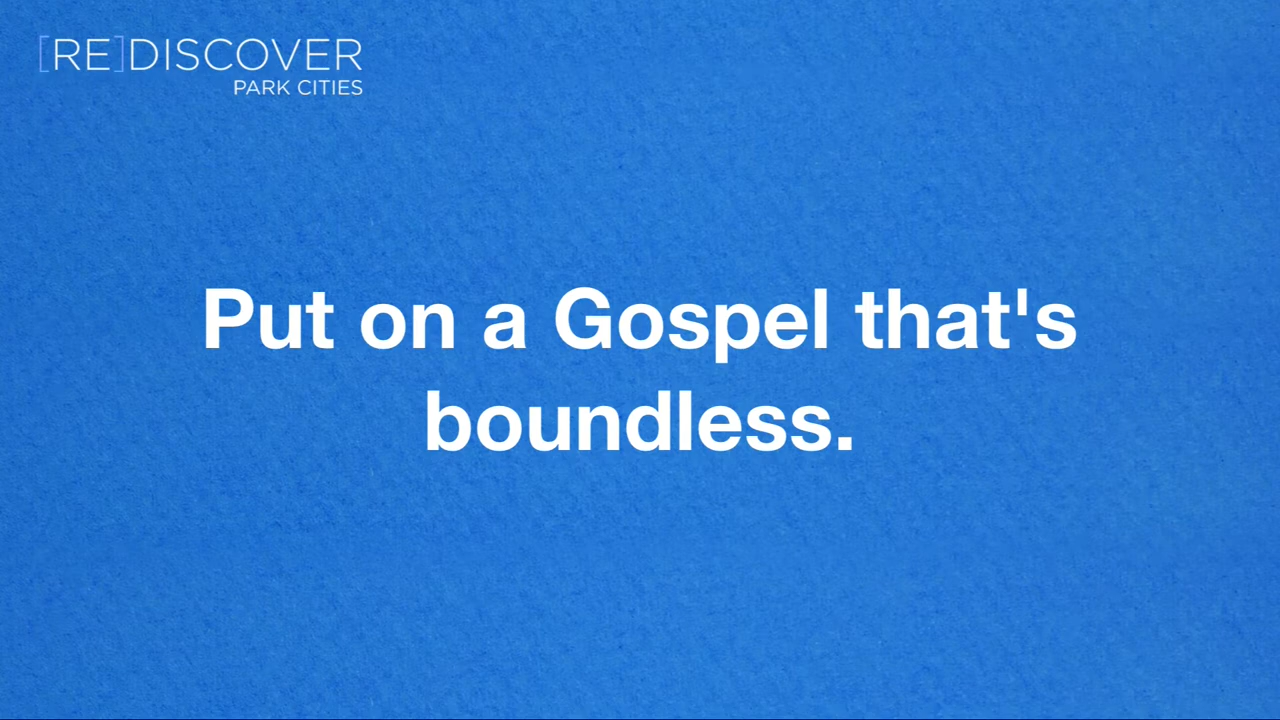 [RE]DISCOVER
PARK CITIES
Put on a Gospel that's
boundless.